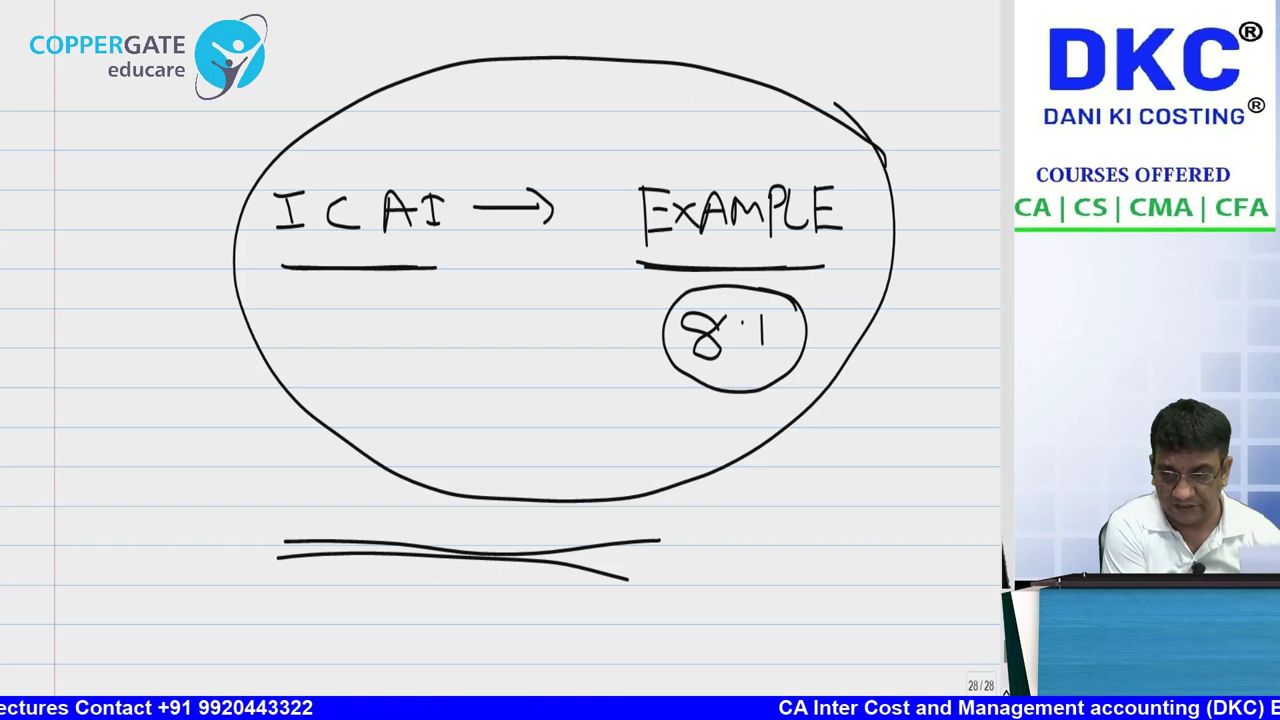 COPPERGATE
educare
I C A I → EXAMPLE
8.1
DKC®
DANI KI COSTING®
COURSES OFFERED
CA | CS | CMA | CFA
28 / 28
ectures Contact +91 9920443322 CA Inter Cost and Management accounting (DKC) E